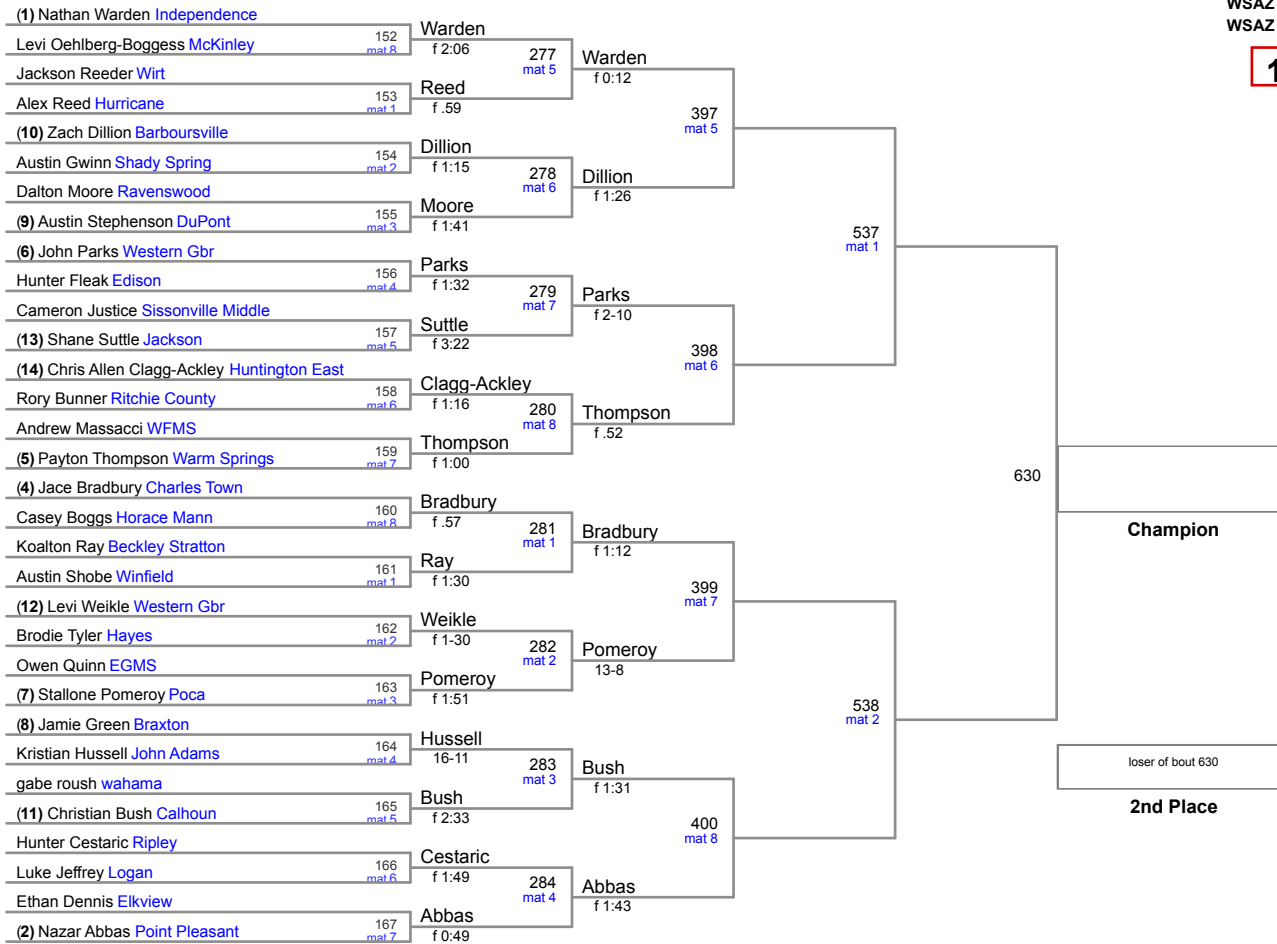 WSAZ
WSAZ
1
(1) Nathan Warden Independence
Levi Oehlberg-Boggess McKinley
152
mat 8
Jackson Reeder Wirt
Alex Reed Hurricane
153
mat 1
(10) Zach Dillion Barboursville
Austin Gwinn Shady Spring
154
mat 2
Dalton Moore Ravenswood
(9) Austin Stephenson DuPont
155
mat 3
(6) John Parks Western Gbr
Hunter Fleak Edison
156
mat 4
Cameron Justice Sissonville Middle
(13) Shane Suttle Jackson
157
mat 5
(14) Chris Allen Clagg-Ackley Huntington East
Rory Bunner Ritchie County
158
mat 6
Andrew Massacci WFMS
(5) Payton Thompson Warm Springs
159
mat 7
(4) Jace Bradbury Charles Town
Casey Boggs Horace Mann
160
mat 8
Koalton Ray Beckley Stratton
Austin Shobe Winfield
161
mat 1
(12) Levi Weikle Western Gbr
Brodie Tyler Hayes
162
mat 2
Owen Quinn EGMS
(7) Stallone Pomeroy Poca
163
mat 3
(8) Jamie Green Braxton
Kristian Hussell John Adams
164
mat 4
gabe roush wahama
(11) Christian Bush Calhoun
165
mat 5
Hunter Cestaric Ripley
Luke Jeffrey Logan
166
mat 6
Ethan Dennis Elkview
(2) Nazar Abbas Point Pleasant
167
mat 7
Warden
f 2:06
277
mat 5
Reed
f .59
Dillion
f 1:15
278
mat 6
Moore
f 1:41
Parks
f 1:32
279
mat 7
Suttle
f 3:22
Clagg-Ackley
f 1:16
280
mat 8
Thompson
f 1:00
Bradbury
f .57
281
mat 1
Ray
f 1:30
Weikle
f 1-30
282
mat 2
Pomeroy
f 1:51
Hussell
16-11
283
mat 3
Bush
f 2:33
Cestaric
f 1:49
284
mat 4
Abbas
f 0:49
Warden
f 0:12
397
mat 5
Dillion
f 1:26
Parks
f 2-10
398
mat 6
Thompson
f .52
Bradbury
f 1:12
399
mat 7
Pomeroy
13-8
Bush
f 1:31
400
mat 8
Abbas
f 1:43
537
mat 1
538
mat 2
630
Champion
loser of bout 630
2nd Place